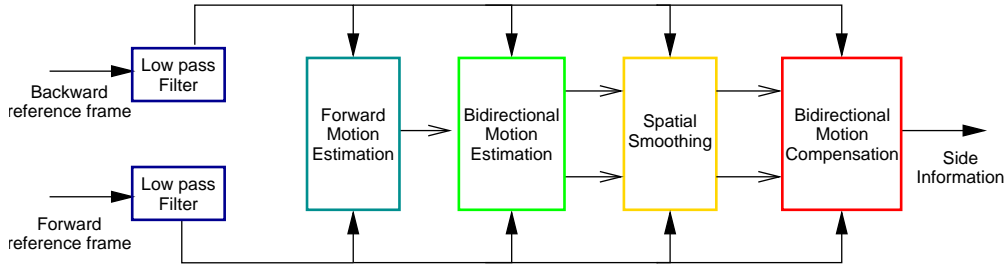 Low pass
Filter
Backward
reference frame
Low pass
Filter
Forward
reference frame
Forward
Motion
Estimation
Bidirectional
Motion
Estimation
Spatial
Smoothing
Bidirectional
Motion
Compensation
Side
Information